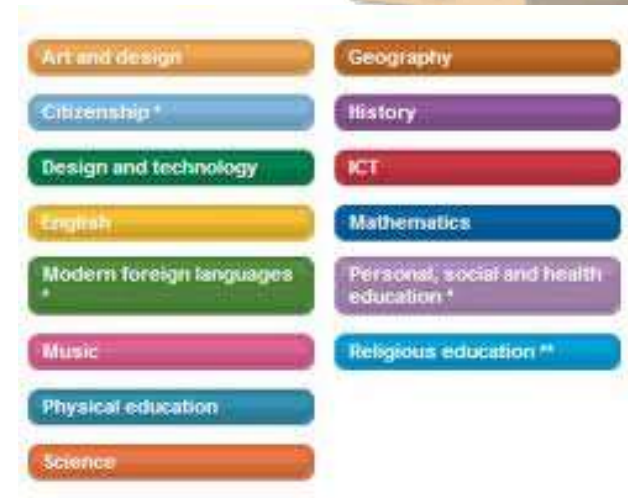 Art and design
Citizenship *
Design and technology
English
Modern foreign languages
*
Music
Physical education
Science
Geography
History
ICT
Mathematics
Personal, social and health
education *
Religious education **